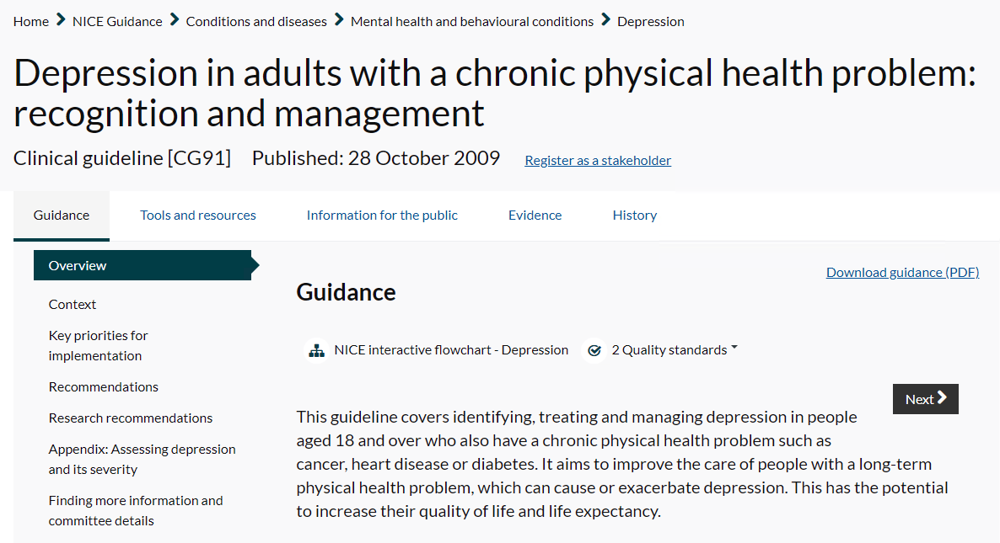 Home > NICE Guidance > Conditions and diseases > Mental health and behavioural conditions > Depression
Depression in adults with a chronic physical health problem:
recognition and management
Clinical guideline [CG91] Published: 28 October 2009 Register as a stakeholder
Guidance Tools and resources Information for the public Evidence History
Overview
Context
Key priorities for
implementation
Recommendations
Research recommendations
Appendix: Assessing depression
and its severity
Finding more information and
committee details
Download guidance (PDF)
Guidance
NICE interactive flowchart - Depression 2 Quality standards
Next
This guideline covers identifying, treating and managing depression in people
aged 18 and over who also have a chronic physical health problem such as
cancer, heart disease or diabetes. It aims to improve the care of people with a long-term
physical health problem, which can cause or exacerbate depression. This has the potential
to increase their quality of life and life expectancy.